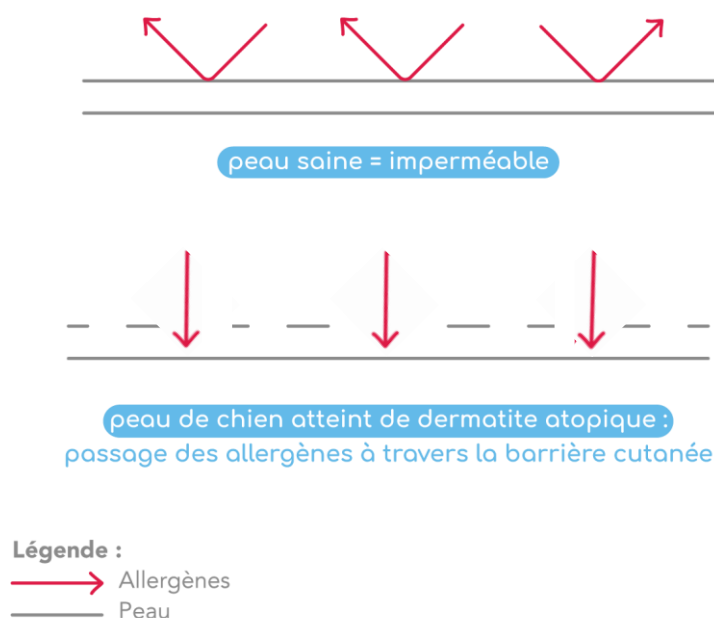 peau saine = imperméable
peau de chien atteint de dermatite atopique :
passage des allergènes à travers la barrière cutanée
Légende :
Allergènes
Peau